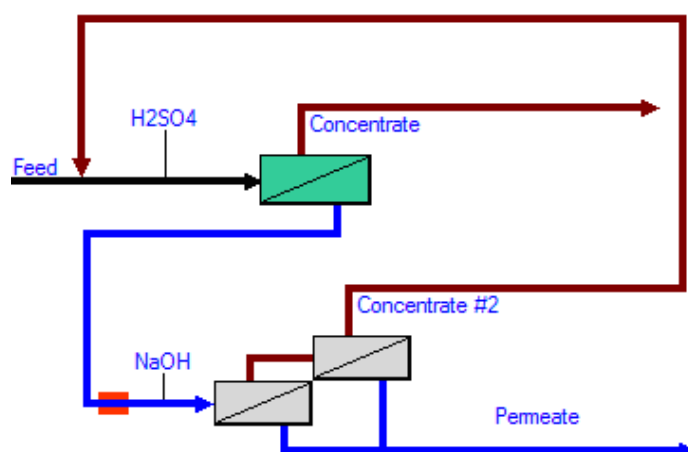 H2SO4
Concentrate
Feed
Concentrate #2
NaOH
Permeate